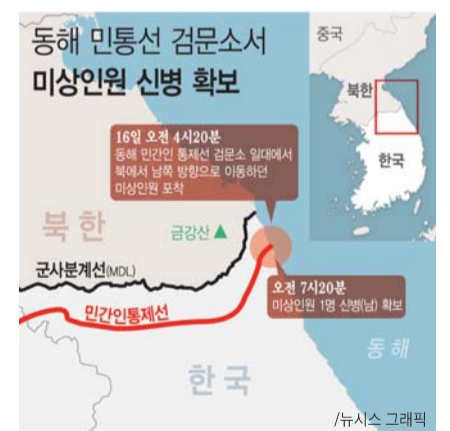 동해 민통선 검문소서
미상인원 신병 확보
중국
북한
한국
16일 오전 4시20분
동해 민간인 통제선 검문소 일대에서
북에서 남쪽 방향으로 이동하던
미상인원 포착
북한
금강산 ▲
군사분계선(MDL)
오전 7시20분
미상인원 1명 신병(남) 확보
민간인통제선
동해
한국
/뉴시스 그래픽